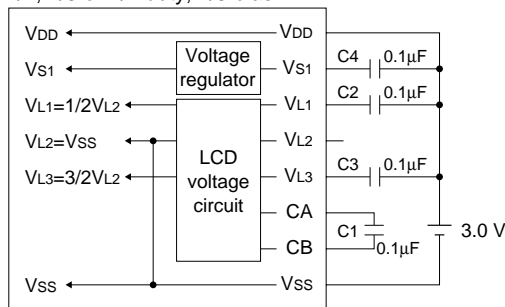 VDD
VS1
VL1=1/2VL2
VL2=VSS
VL3=3/2VL2
VSS
Voltage
regulator
LCD
voltage
circuit
VDD
VS1
VL1
VL2
VL3
CA
CB
VSS
C4
0.1µF
C2
0.1µF
C3
0.1µF
C1
0.1µF
3.0 V